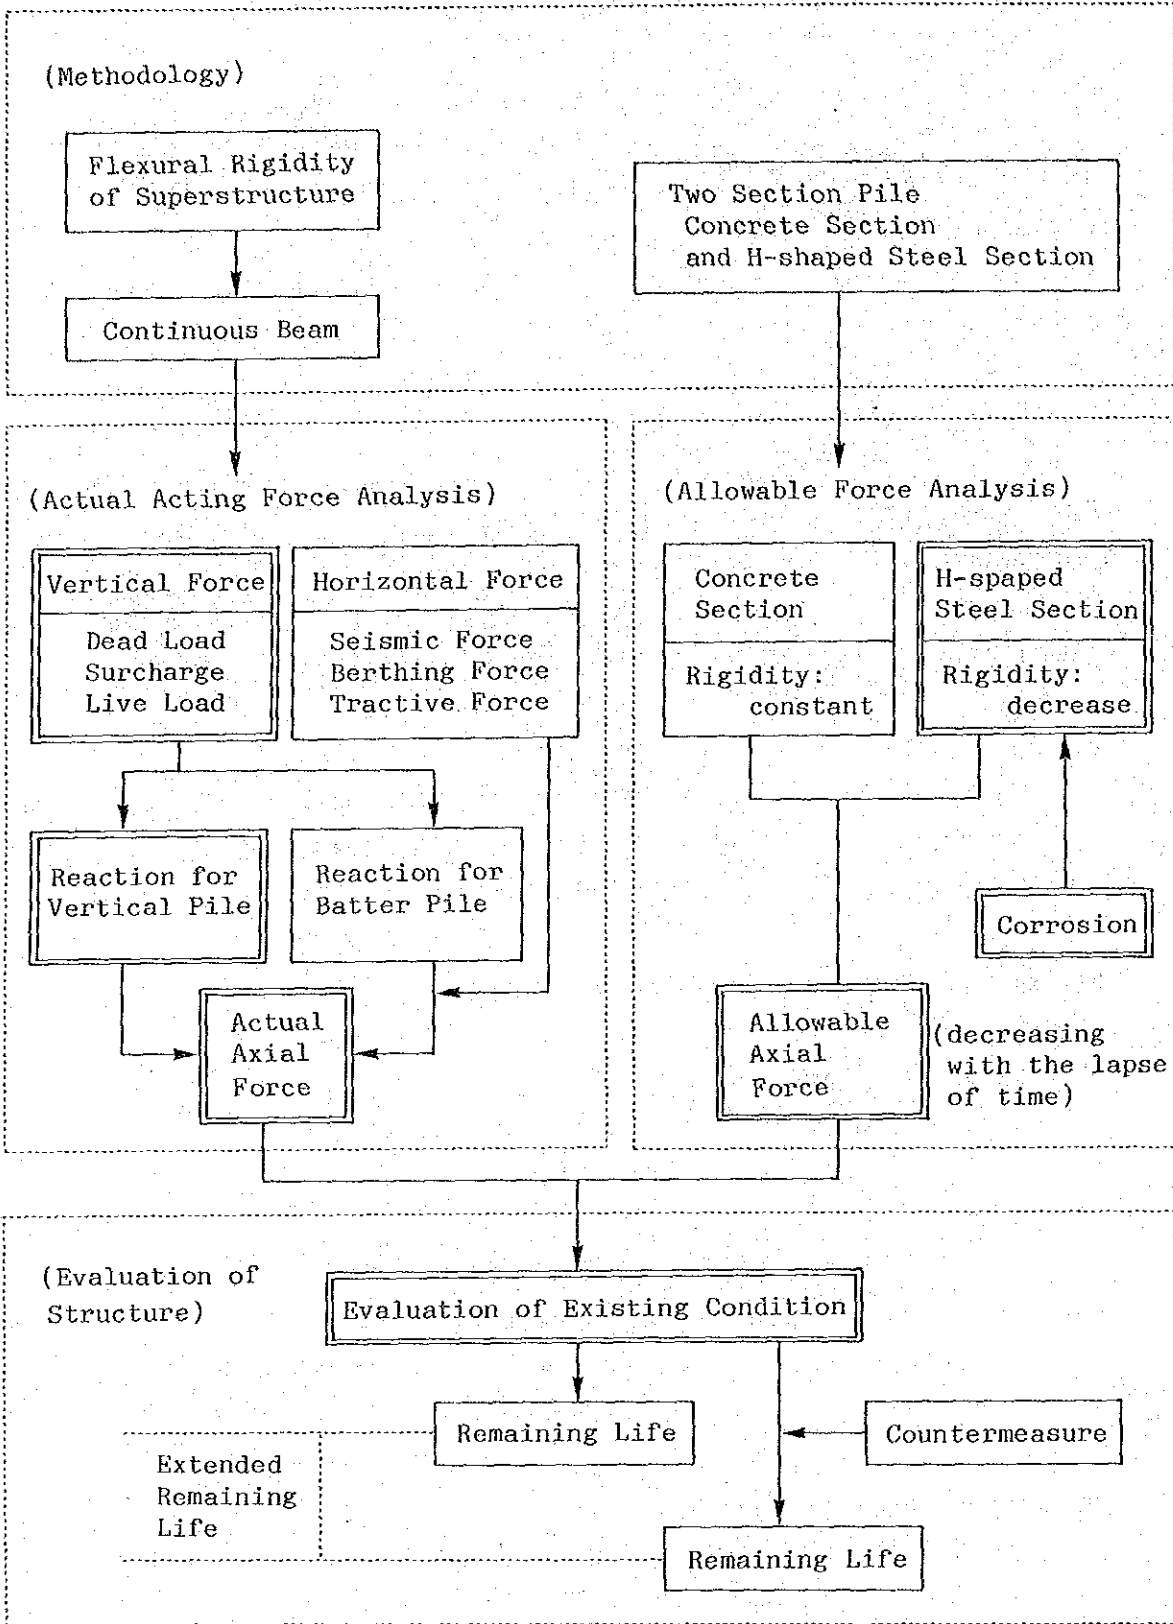 (Methodology)
Flexural Rigidity
of Superstructure
Two Section Pile
Concrete Section
and H-shaped Steel Section
Continuous Beam
(Actual Acting Force Analysis)
Vertical Force
Dead Load
Surcharge
Live Load
Horizontal Force
Seismic Force
Berthing Force
Tractive Force
Reaction for
Vertical Pile
Reaction for
Batter Pile
Actual
Axial
Force
(Allowable Force Analysis)
Concrete
Section
Rigidity:
constant
H-spaped
Steel Section
Rigidity:
decrease
Corrosion
Allowable
Axial
Force
(decreasing
with the lapse
of time)
(Evaluation of
Structure)
Evaluation of Existing Condition
Remaining Life
Countermeasure
Extended
Remaining
Life
Remaining Life